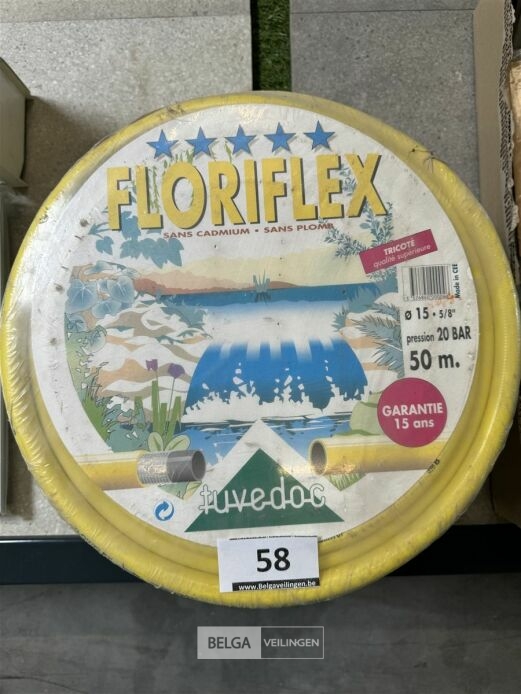 FLORIFLEX
SANS CADMIUM • SANS PLOMB
TRICOTÉ
qualité supérieure
Made in CEE
ø 15 • 5/8"
pression 20 BAR
50 m.
GARANTIE
15 ans
tuvedoc
58
www.Belgaveilingen.be
BELGA VEILINGEN